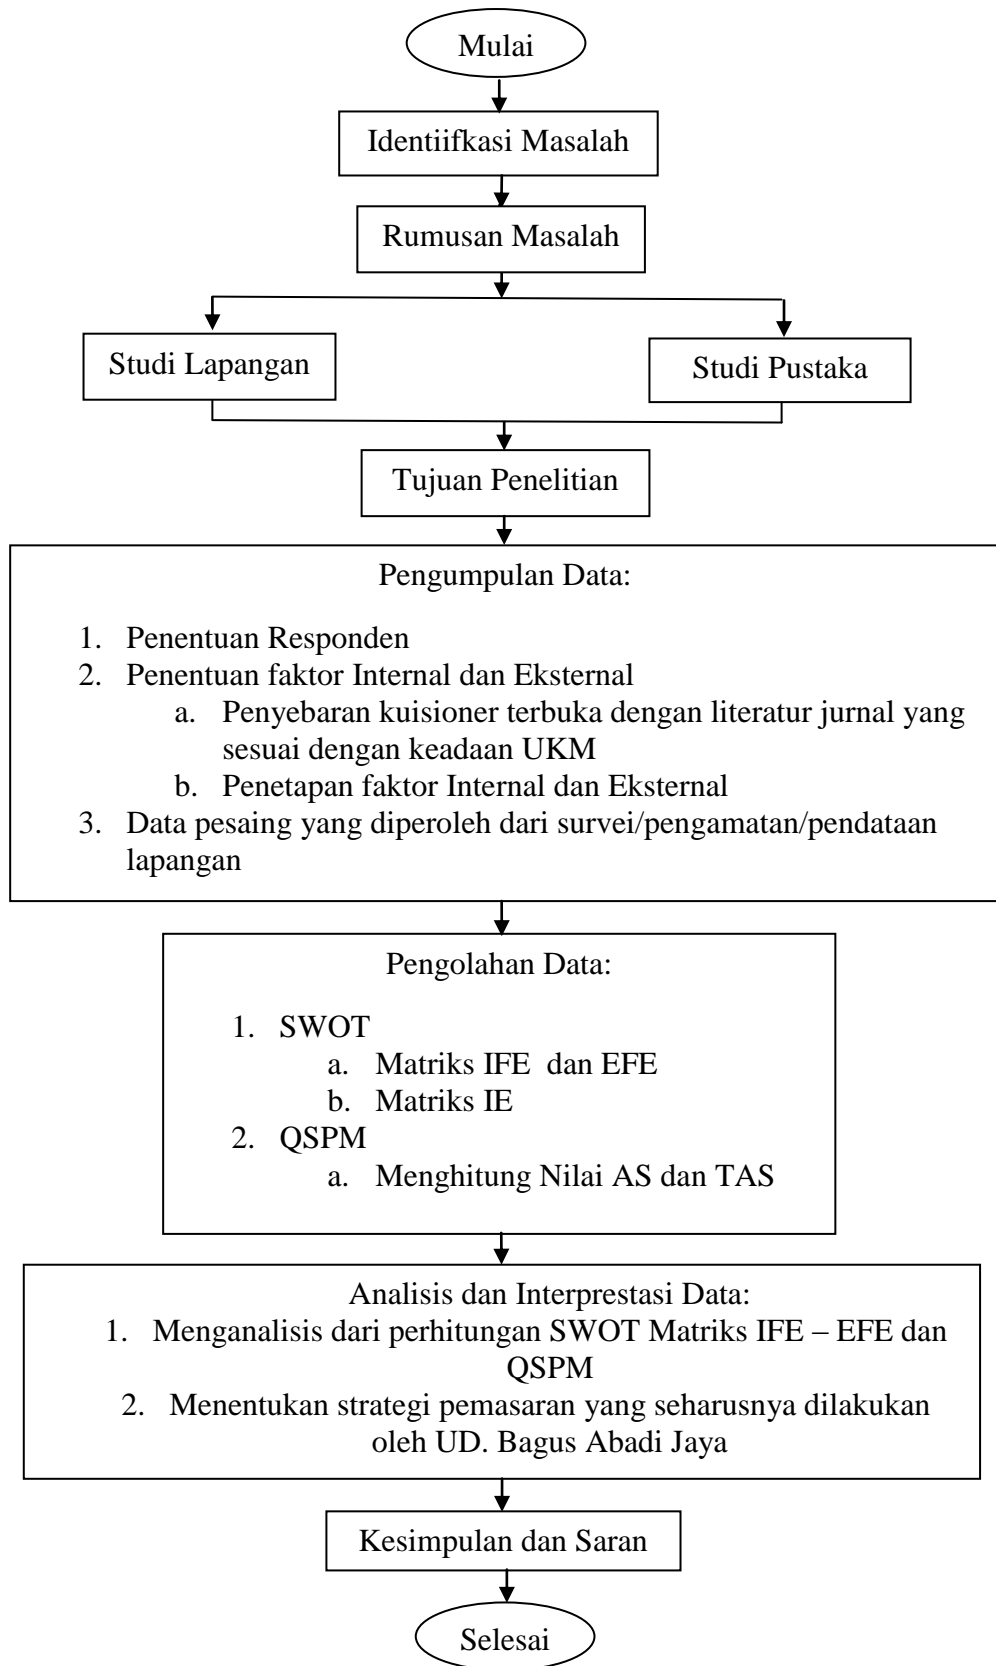 Mulai
Identiifkasi Masalah
Rumusan Masalah
Studi Lapangan
Studi Pustaka
Tujuan Penelitian
Pengumpulan Data:
1. Penentuan Responden
2. Penentuan faktor Internal dan Eksternal
a. Penyebaran kuisioner terbuka dengan literatur jurnal yang
sesuai dengan keadaan UKM
b. Penetapan faktor Internal dan Eksternal
3. Data pesaing yang diperoleh dari survei/pengamatan/pendataan
lapangan
Pengolahan Data:
1. SWOT
a. Matriks IFE dan EFE
b. Matriks IE
2. QSPM
a. Menghitung Nilai AS dan TAS
Analisis dan Interprestasi Data:
1. Menganalisis dari perhitungan SWOT Matriks IFE – EFE dan
QSPM
2. Menentukan strategi pemasaran yang seharusnya dilakukan
oleh UD. Bagus Abadi Jaya
Kesimpulan dan Saran
Selesai